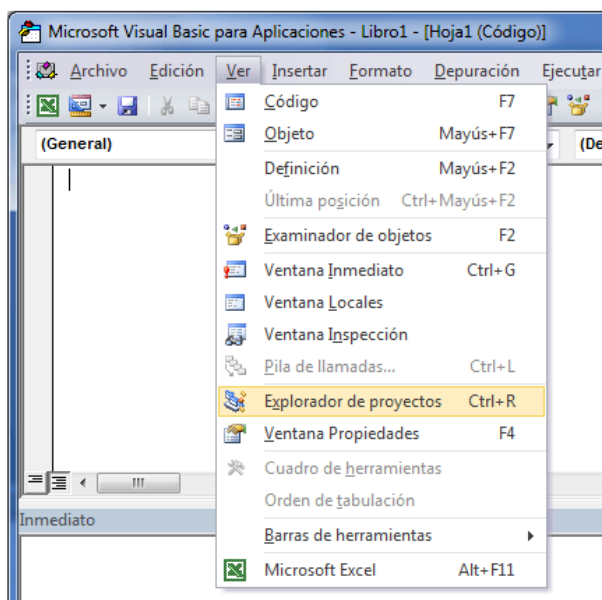 Microsoft Visual Basic para Aplicaciones - Libro1 - [Hoja1 (Código)]
Archivo Edición Ver Insertar Formato Depuración Ejecutar
(General) (De
Código F7
Objeto Mayús+F7
Definición Mayús+F2
Última posición Ctrl+Mayús+F2
Examinador de objetos F2
Ventana Inmediato Ctrl+G
Ventana Locales
Ventana Inspección
Pila de llamadas... Ctrl+L
Explorador de proyectos Ctrl+R
Ventana Propiedades F4
Cuadro de herramientas
Orden de tabulación
Inmediato
Barras de herramientas
Microsoft Excel Alt+F11